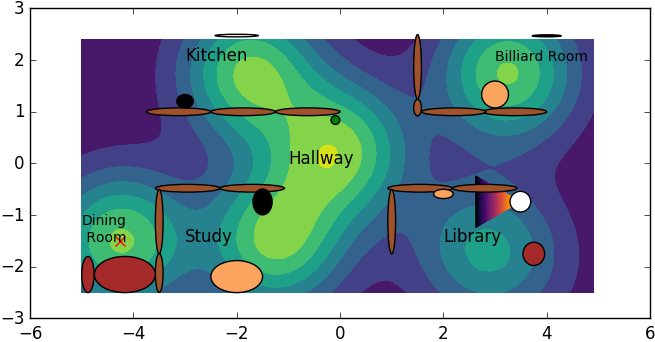 3
2
1
0
−1
−2
−3
−6
−4
−2
0
2
4
6
Kitchen
Billiard Room
Hallway
Dining
Room
Study
Library